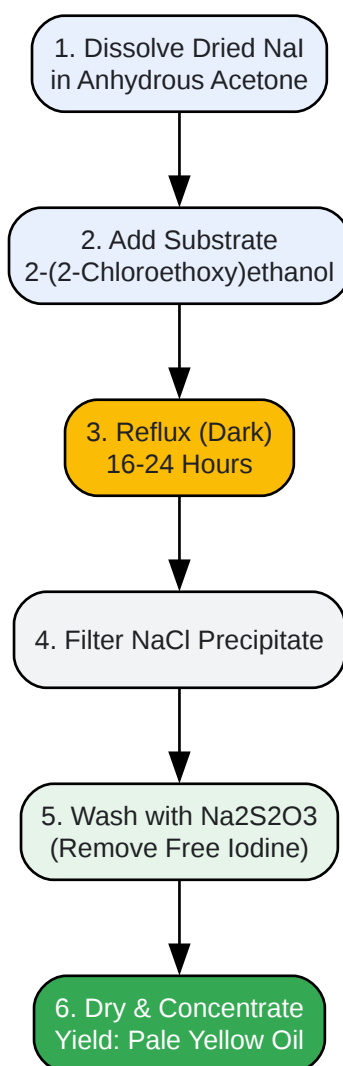 1. Dissolve Dried NaI
in Anhydrous Acetone
2. Add Substrate
2-(2-Chloroethoxy)ethanol
3. Reflux (Dark)
16-24 Hours
4. Filter NaCl Precipitate
5. Wash with Na2S2O3
(Remove Free Iodine)
6. Dry & Concentrate
Yield: Pale Yellow Oil